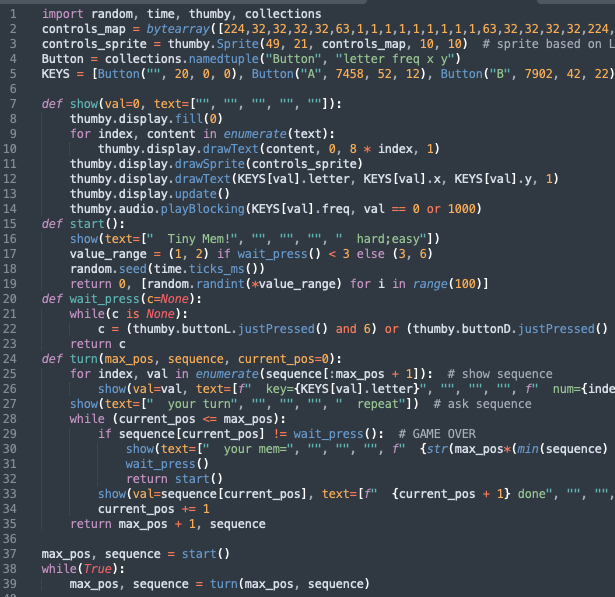 1 import random, time, thumby, collections
2 controls_map = bytearray([224,32,32,32,32,63,1,1,1,1,1,1,1,1,1,63,32,32,32,32,224,
3 controls_sprite = thumby.Sprite(49, 21, controls_map, 10, 10)  # sprite based on L
4 Button = collections.namedtuple("Button", "letter freq x y")
5 KEYS = [Button("", 20, 0, 0), Button("A", 7458, 52, 12), Button("B", 7902, 42, 22)
6
7 def show(val=0, text=["", "", "", "", ""]):
8     thumby.display.fill(0)
9     for index, content in enumerate(text):
10         thumby.display.drawText(content, 0, 8 * index, 1)
11     thumby.display.drawSprite(controls_sprite)
12     thumby.display.drawText(KEYS[val].letter, KEYS[val].x, KEYS[val].y, 1)
13     thumby.display.update()
14     thumby.audio.playBlocking(KEYS[val].freq, val == 0 or 1000)
15 def start():
16     show(text=["  Tiny Mem!", "", "", "", "  hard;easy"])
17     value_range = (1, 2) if wait_press() < 3 else (3, 6)
18     random.seed(time.ticks_ms())
19     return 0, [random.randint(*value_range) for i in range(100)]
20 def wait_press(c=None):
21     while(c is None):
22         c = (thumby.buttonL.justPressed() and 6) or (thumby.buttonD.justPressed()
23     return c
24 def turn(max_pos, sequence, current_pos=0):
25     for index, val in enumerate(sequence[:max_pos + 1]):  # show sequence
26         show(val=val, text=[f"  key={KEYS[val].letter}", "", "", "", f"  num={inde
27     show(text=["  your turn", "", "", "", "  repeat"])  # ask sequence
28     while (current_pos <= max_pos):
29         if sequence[current_pos] != wait_press():  # GAME OVER
30             show(text=["  your mem=", "", "", "", f"  {str(max_pos*(min(sequence)
31             wait_press()
32             return start()
33         show(val=sequence[current_pos], text=[f"  {current_pos + 1} done", "", "",
34         current_pos += 1
35     return max_pos + 1, sequence
36
37 max_pos, sequence = start()
38 while(True):
39     max_pos, sequence = turn(max_pos, sequence)